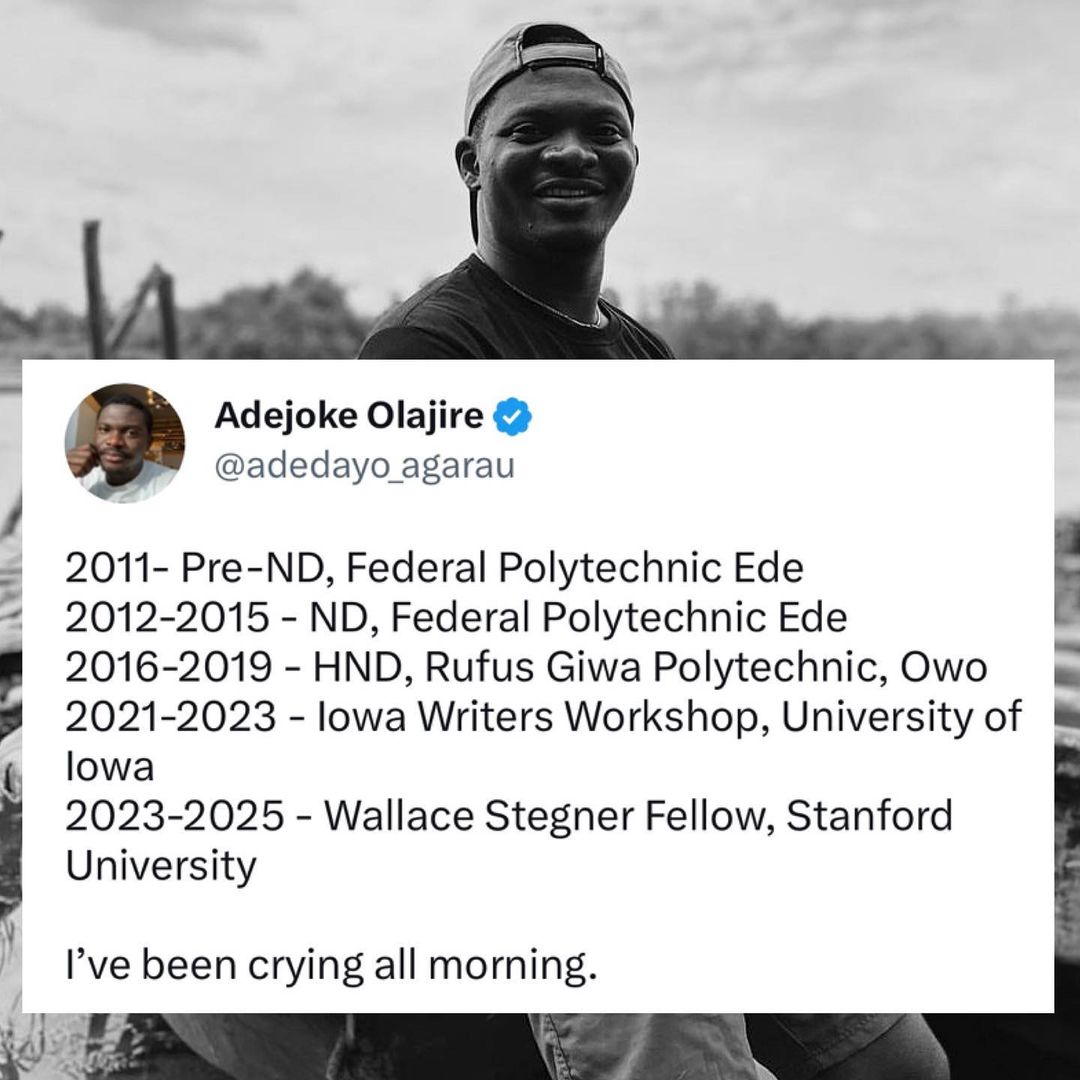 Adejoke Olajire
@adedayo_agarau
2011- Pre-ND, Federal Polytechnic Ede
2012-2015 - ND, Federal Polytechnic Ede
2016-2019 - HND, Rufus Giwa Polytechnic, Owo
2021-2023 - Iowa Writers Workshop, University of
Iowa
2023-2025 - Wallace Stegner Fellow, Stanford
University
I’ve been crying all morning.